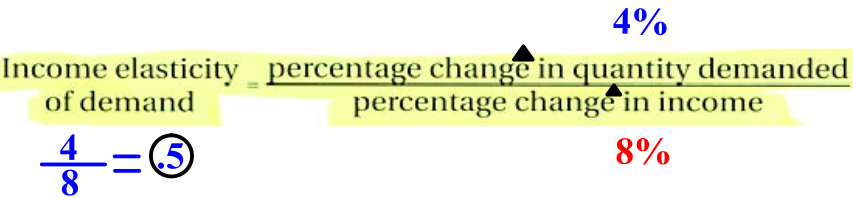 4%
Income elasticity of demand = percentage change in quantity demanded
percentage change in income
4
8 = .5
8%